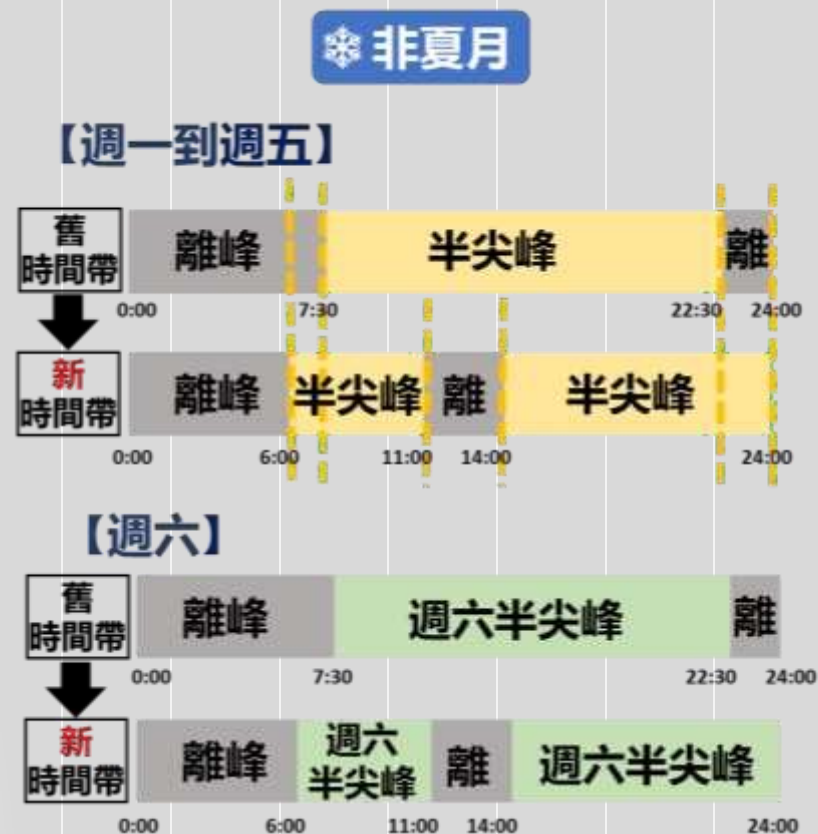 ❄非夏月
【週一到週五】
舊
時間帶
離峰 半尖峰 離
0:00 7:30 22:30 24:00
新
時間帶
離峰 半尖峰 離 半尖峰
0:00 6:00 11:00 14:00 24:00
【週六】
舊
時間帶
離峰 週六半尖峰 離
0:00 7:30 22:30 24:00
新
時間帶
離峰 週六
半尖峰 離 週六半尖峰
0:00 6:00 11:00 14:00 24:00